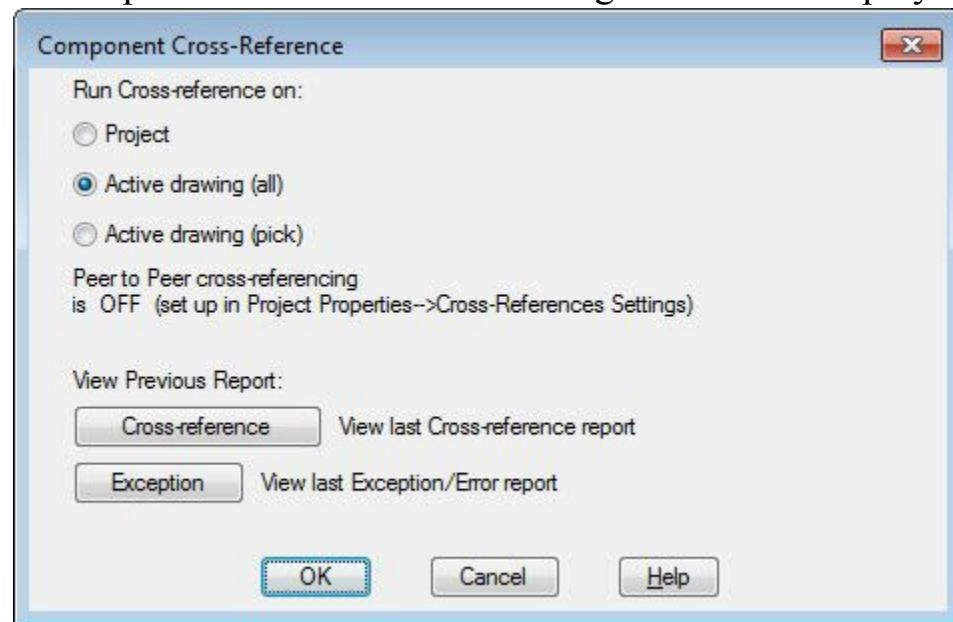 Component Cross-Reference
Run Cross-reference on:
Project
Active drawing (all)
Active drawing (pick)
Peer to Peer cross-referencing
is OFF (set up in Project Properties-->Cross-References Settings)
View Previous Report:
Cross-reference View last Cross-reference report
Exception View last Exception/Error report
OK Cancel Help